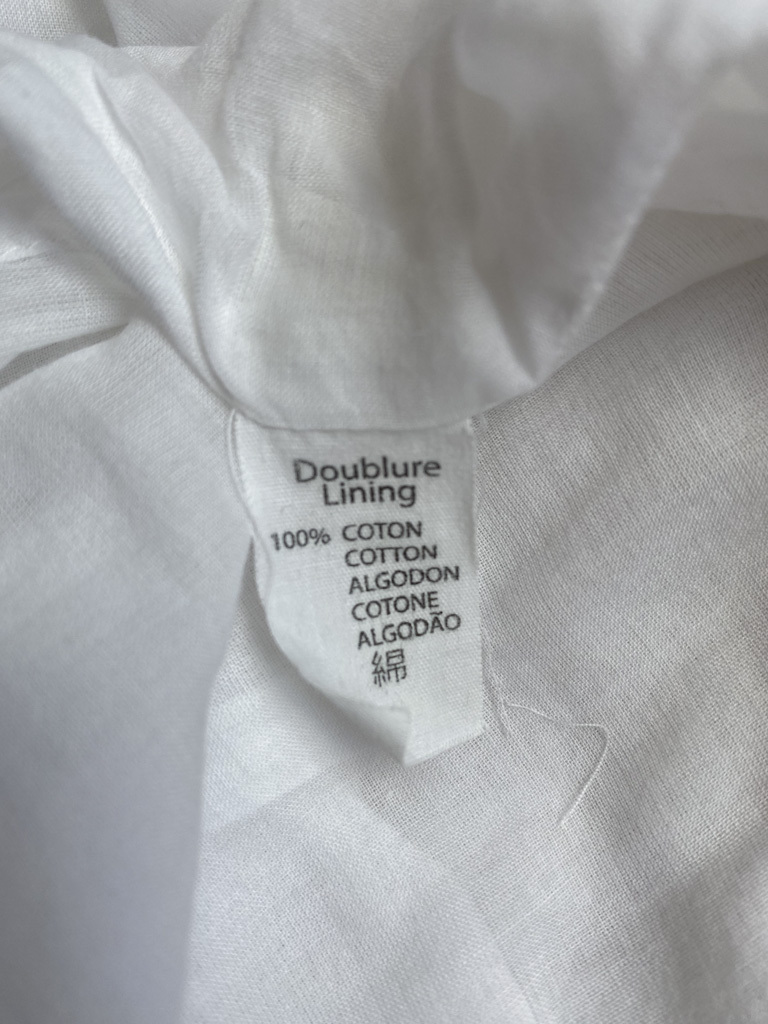 Doublure
Lining
100% COTON
COTTON
ALGODON
COTONE
ALGODÃO
綿